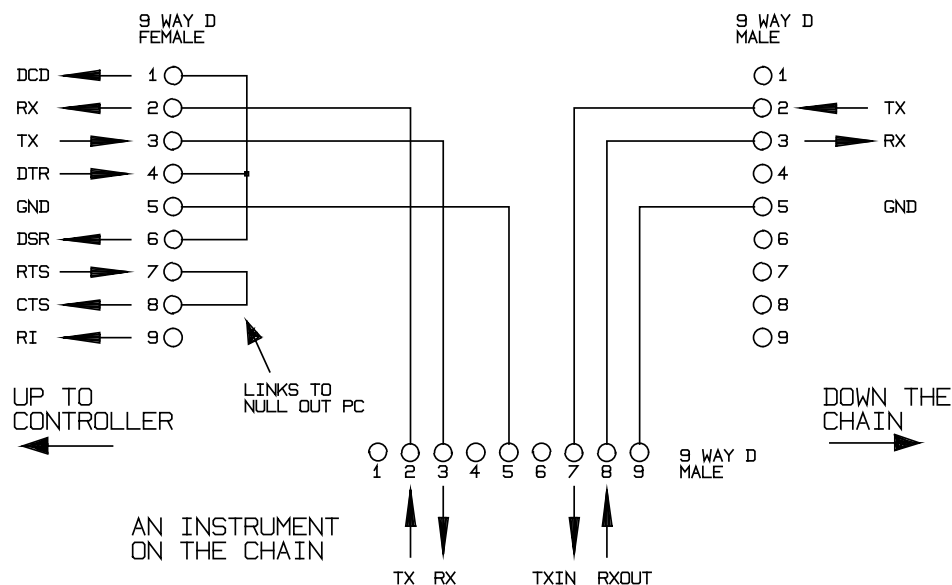 9 WAY D
FEMALE
9 WAY D
MALE
DCD 1
RX 2
TX 3
DTR 4
GND 5
DSR 6
RTS 7
CTS 8
RI 9
1
2 TX
3 RX
4
5 GND
6
7
8
9
LINKS TO
NULL OUT PC
UP TO
CONTROLLER
DOWN THE
CHAIN
1 2 3 4 5 6 7 8 9
9 WAY D
MALE
AN INSTRUMENT
ON THE CHAIN
TX RX TXIN RXOUT